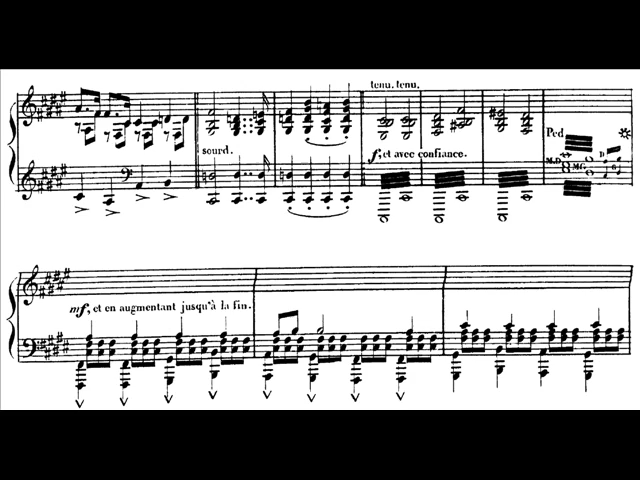 tenu. tenu.
Ped
sourd.
f, et avec confiance.
M.D
M G
mf, et en augmentant jusqu'à la fin.